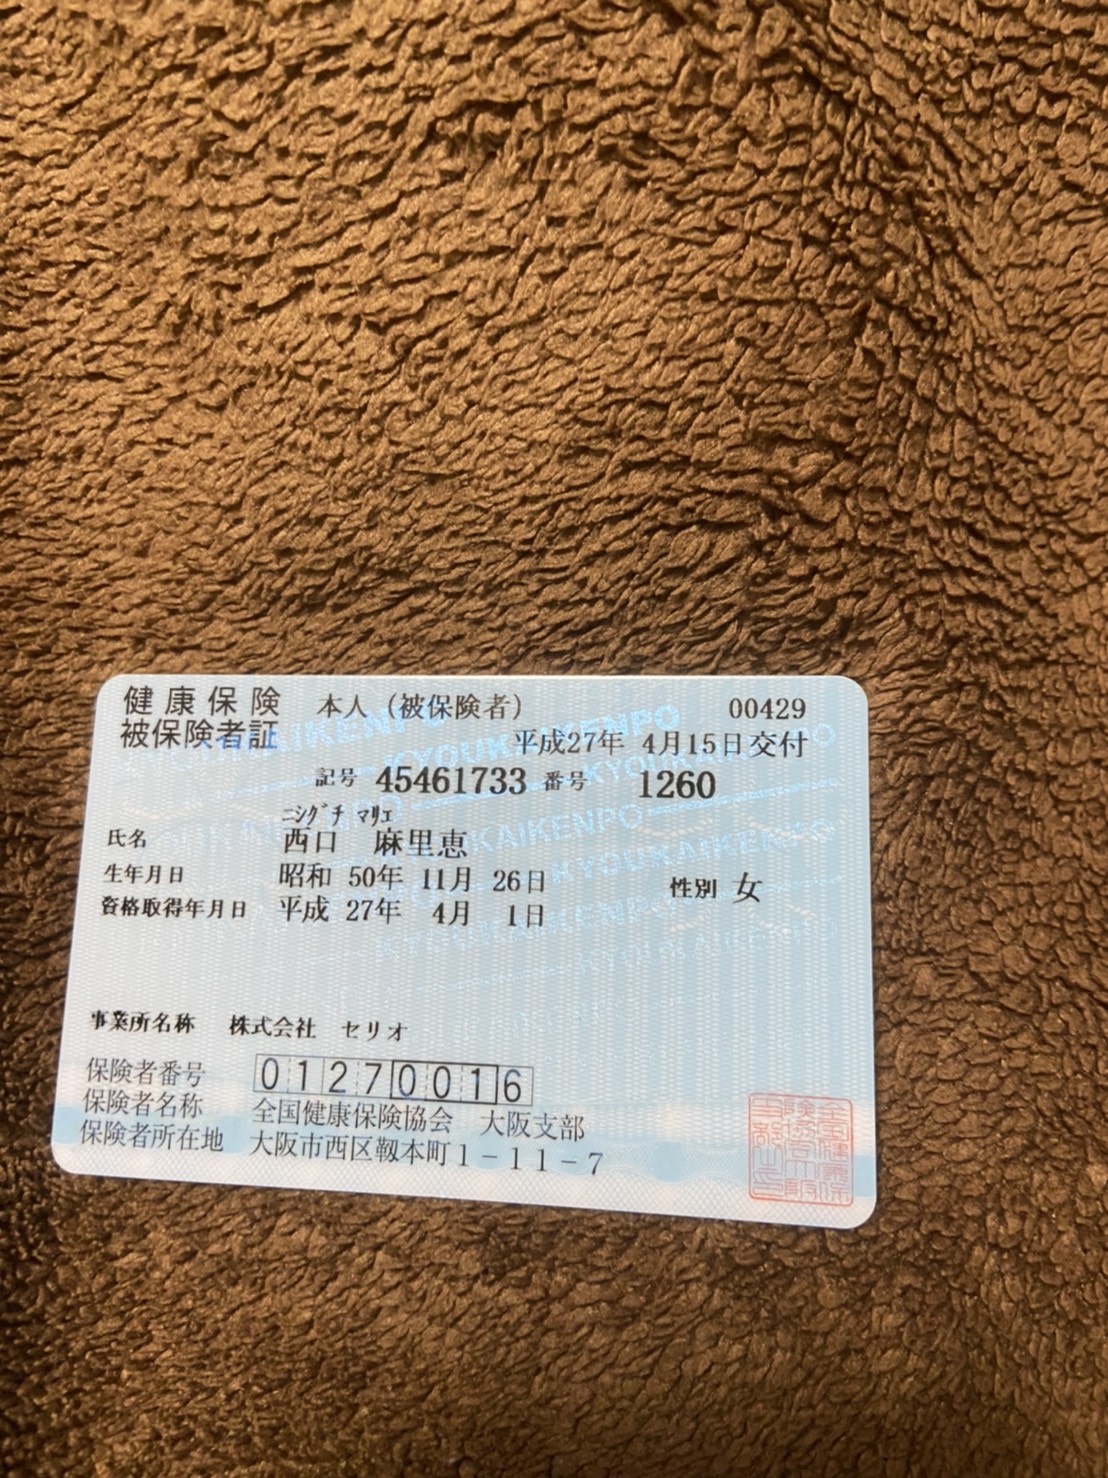 健康保険 本人（被保険者） 00429
被保険者証 平成27年 4月15日交付
記号 45461733 番号 1260
ﾆｼｸﾞﾁ ﾏﾘｴ
氏名 西口 麻里恵
生年月日 昭和 50年 11月 26日 性別 女
資格取得年月日 平成 27年 4月 1日
事業所名称 株式会社 セリオ
保険者番号 01270016
保険者名称 全国健康保険協会 大阪支部
保険者所在地 大阪市西区靱本町1－11－7
KYOUKAIKENPO